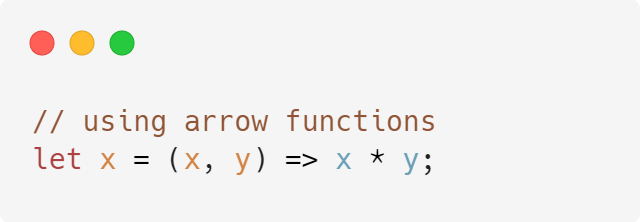 // using arrow functions
let x = (x, y) => x * y;